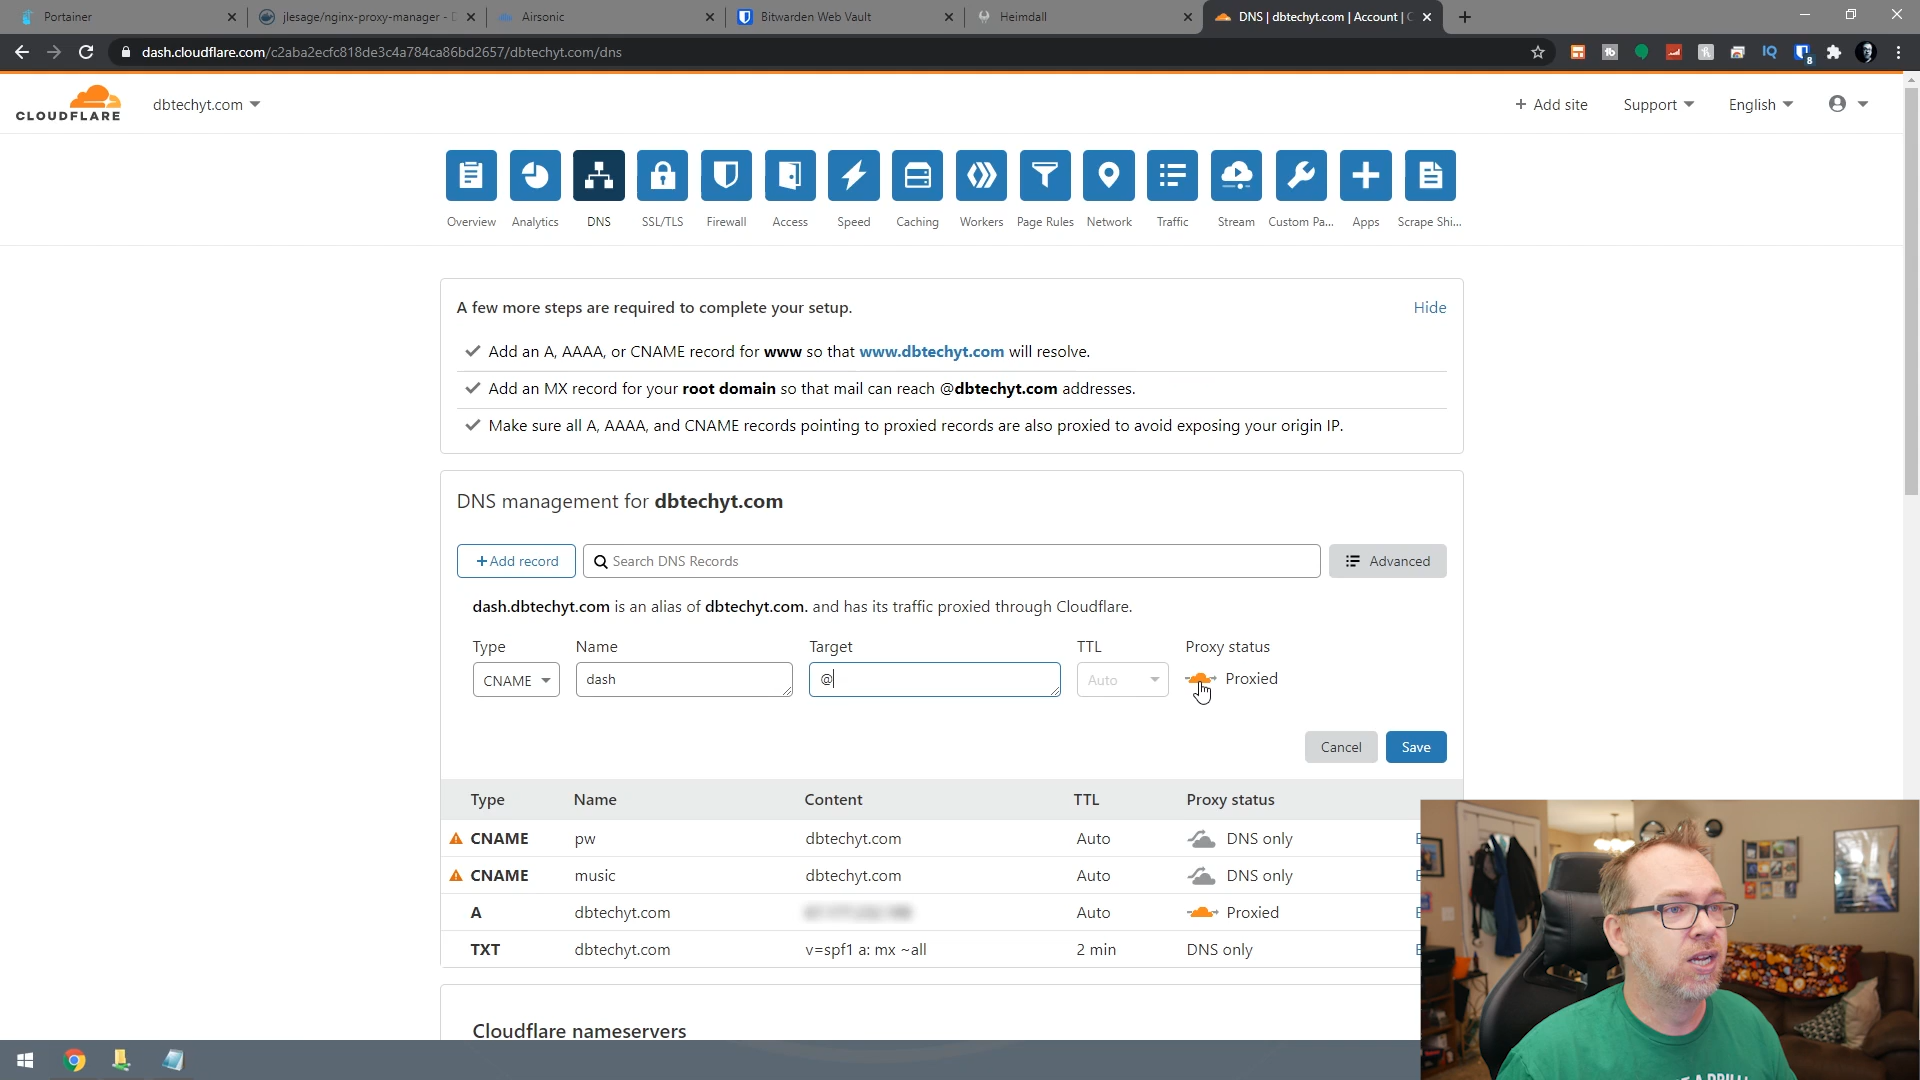 Portainer
jlesage/nginx-proxy-manager - D
Airsonic
Bitwarden Web Vault
Heimdall
DNS | dbtechyt.com | Account | C
dash.cloudflare.com/c2aba2ecfc818de3c4a784ca86bd2657/dbtechyt.com/dns
CLOUDFLARE
dbtechyt.com
+ Add site
Support
English
Overview
Analytics
DNS
SSL/TLS
Firewall
Access
Speed
Caching
Workers
Page Rules
Network
Traffic
Stream
Custom Pa...
Apps
Scrape Shi...
A few more steps are required to complete your setup.
Hide
Add an A, AAAA, or CNAME record for www so that www.dbtechyt.com will resolve.
Add an MX record for your root domain so that mail can reach @dbtechyt.com addresses.
Make sure all A, AAAA, and CNAME records pointing to proxied records are also proxied to avoid exposing your origin IP.
DNS management for dbtechyt.com
+Add record
Search DNS Records
Advanced
dash.dbtechyt.com is an alias of dbtechyt.com. and has its traffic proxied through Cloudflare.
Type Name Target TTL Proxy status
CNAME dash @ Auto Proxied
Cancel
Save
Type Name Content TTL Proxy status
CNAME pw dbtechyt.com Auto DNS only
CNAME music dbtechyt.com Auto DNS only
A dbtechyt.com Auto Proxied
TXT dbtechyt.com v=spf1 a: mx ~all 2 min DNS only
Cloudflare nameservers